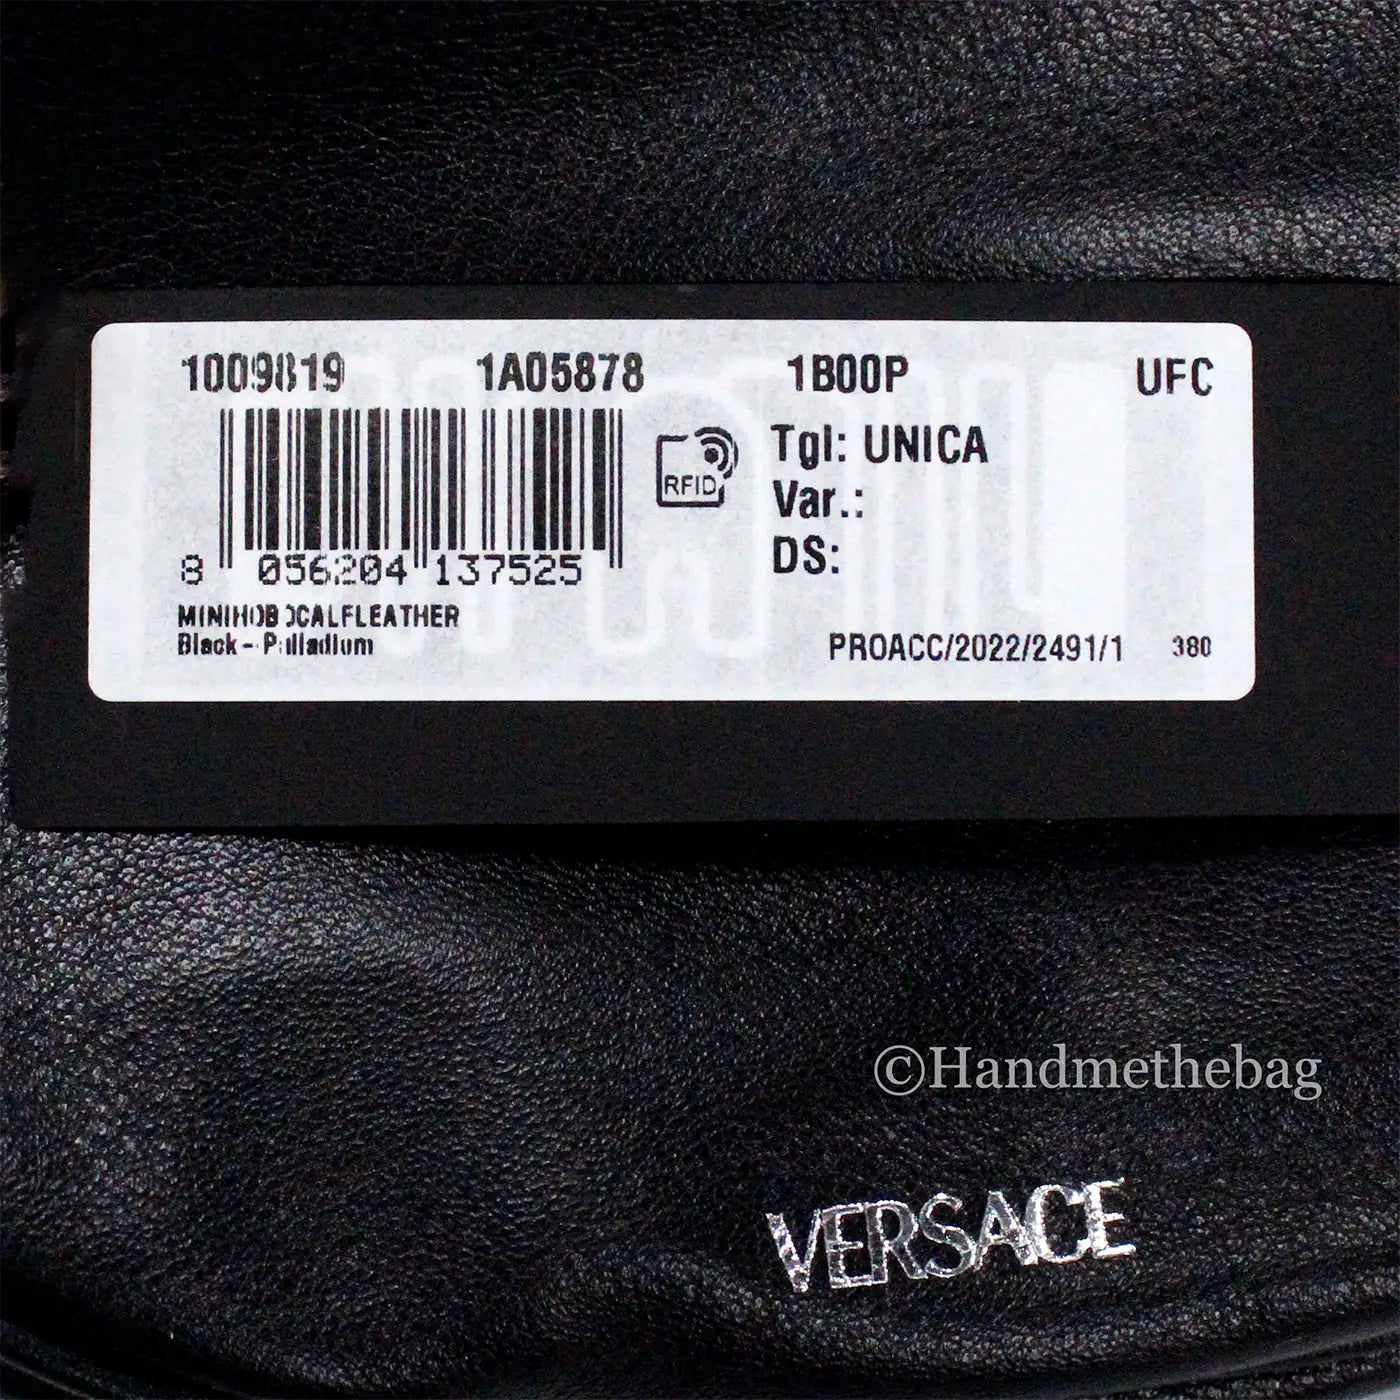 1009819 1A05878 1B00P UFC
RFID
Tgl: UNICA
Var.:
DS:
8 056204 137525
MINIHOBOCALFLEATHER
Black-Palladium
PROACC/2022/2491/1 380
©Handmethebag
VERSACE